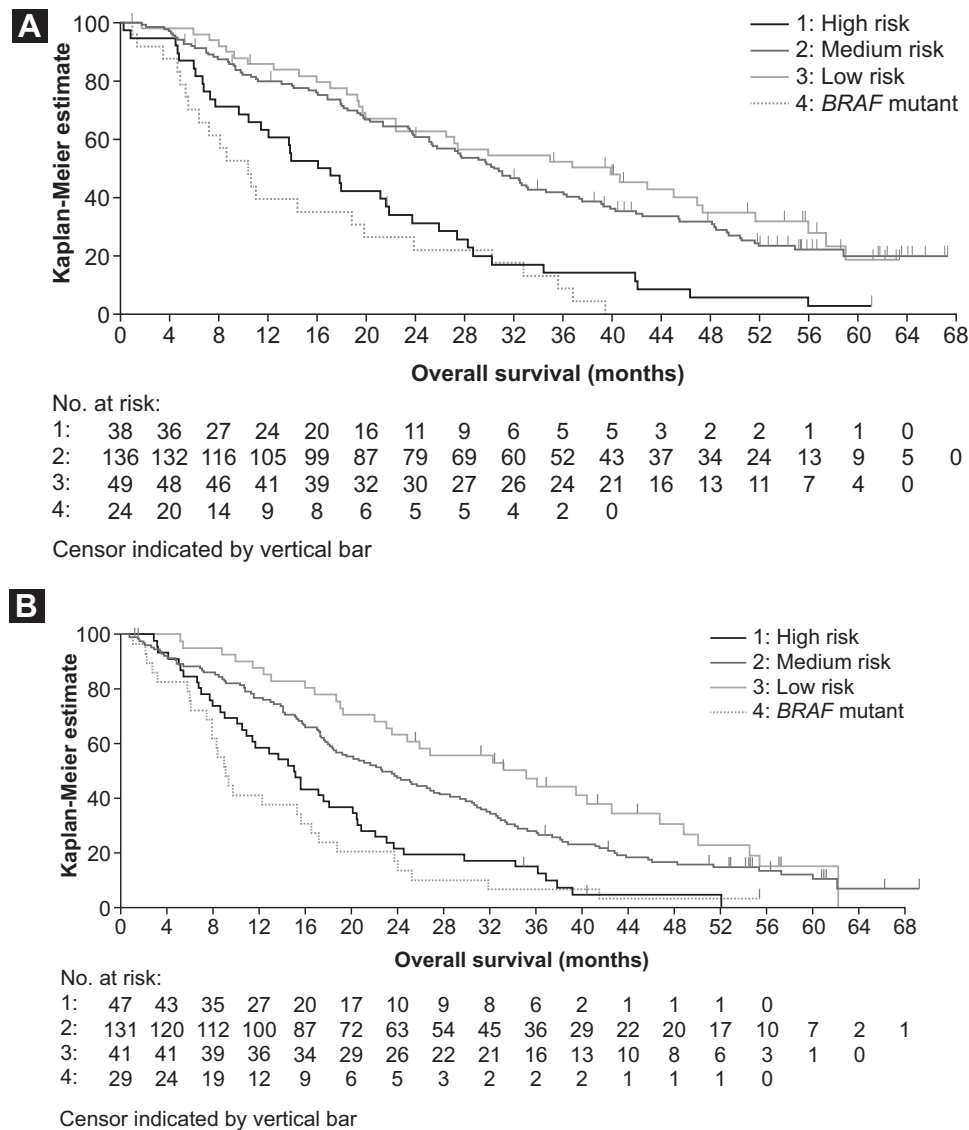 A
Kaplan-Meier estimate
100
80
60
40
20
0
1: High risk
2: Medium risk
3: Low risk
4: BRAF mutant
0 4 8 12 16 20 24 28 32 36 40 44 48 52 56 60 64 68
Overall survival (months)
No. at risk:
1: 38 36 27 24 20 16 11 9 6 5 5 3 2 2 1 1 0
2: 136 132 116 105 99 87 79 69 60 52 43 37 34 24 13 9 5 0
3: 49 48 46 41 39 32 30 27 26 24 21 16 13 11 7 4 0
4: 24 20 14 9 8 6 5 5 4 2 0
Censor indicated by vertical bar
B
Kaplan-Meier estimate
100
80
60
40
20
0
1: High risk
2: Medium risk
3: Low risk
4: BRAF mutant
0 4 8 12 16 20 24 28 32 36 40 44 48 52 56 62 64 68
Overall survival (months)
No. at risk:
1: 47 43 35 27 20 17 10 9 8 6 2 1 1 1 0
2: 131 120 112 100 87 72 63 54 45 36 29 22 20 17 10 7 2 1
3: 41 41 39 36 34 29 26 22 21 16 13 10 8 6 3 1 0
4: 29 24 19 12 9 6 5 3 2 2 2 1 1 1 0
Censor indicated by vertical bar